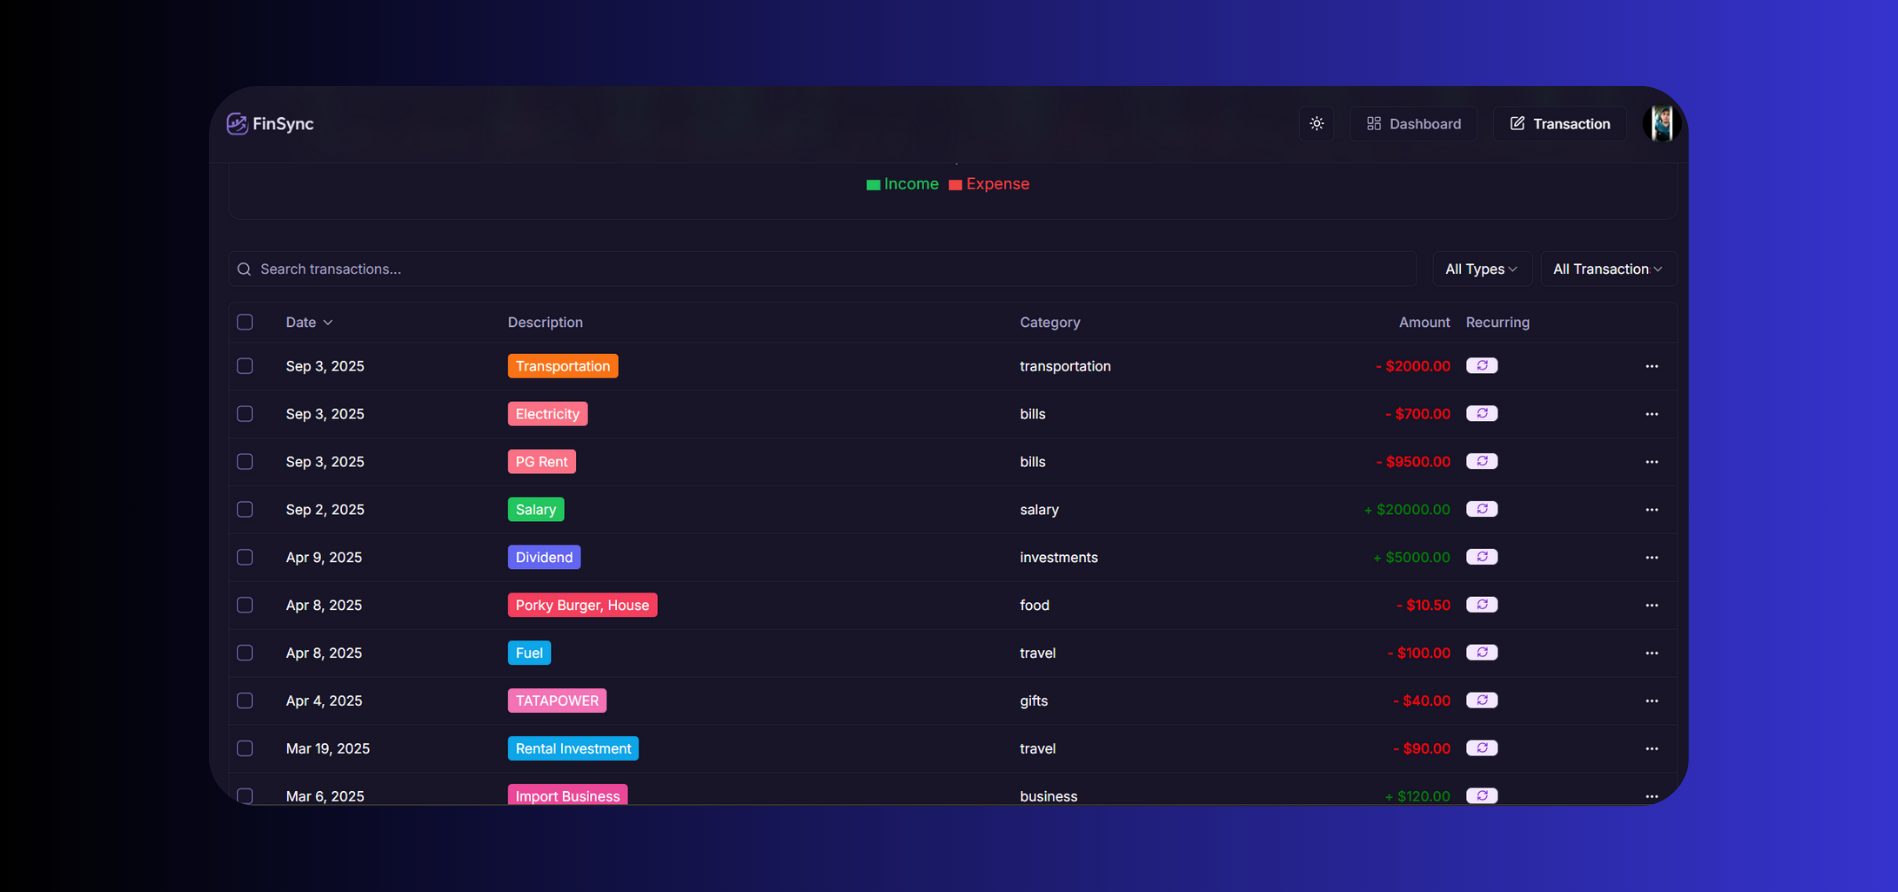 FinSync Dashboard Transaction
Income Expense
Search transactions... All Types All Transaction
Date Description Category Amount Recurring
Sep 3, 2025 Transportation transportation - $2000.00
Sep 3, 2025 Electricity bills - $700.00
Sep 3, 2025 PG Rent bills - $9500.00
Sep 2, 2025 Salary salary + $20000.00
Apr 9, 2025 Dividend investments + $5000.00
Apr 8, 2025 Porky Burger, House food - $10.50
Apr 8, 2025 Fuel travel - $100.00
Apr 4, 2025 TATAPOWER gifts - $40.00
Mar 19, 2025 Rental Investment travel - $90.00
Mar 6, 2025 Import Business business + $120.00